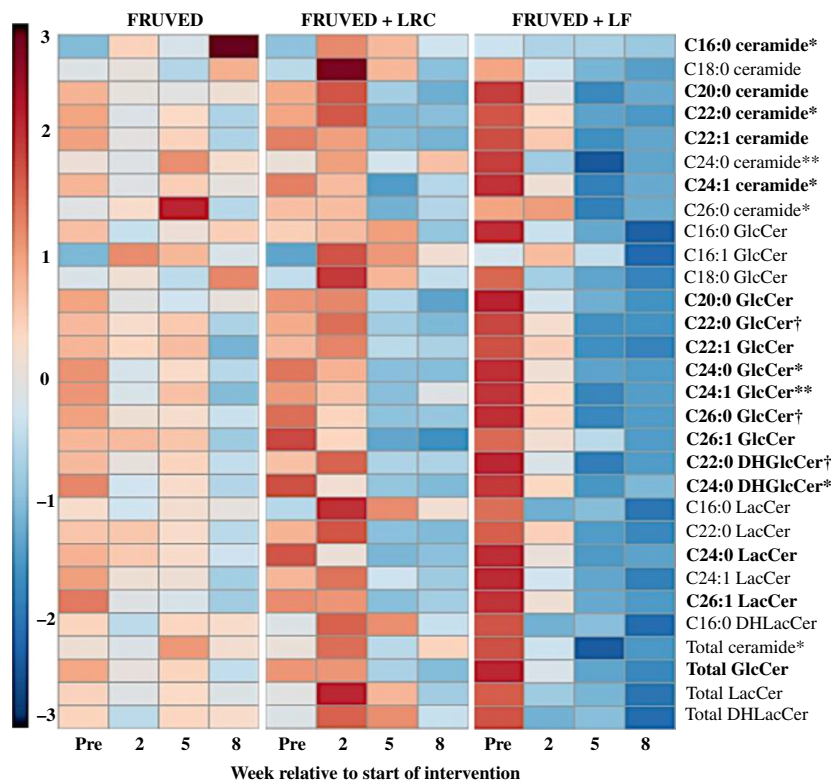 FRUVED FRUVED + LRC FRUVED + LF
3
2
1
0
−1
−2
−3
C16:0 ceramide*
C18:0 ceramide
C20:0 ceramide
C22:0 ceramide*
C22:1 ceramide
C24:0 ceramide**
C24:1 ceramide*
C26:0 ceramide*
C16:0 GlcCer
C16:1 GlcCer
C18:0 GlcCer
C20:0 GlcCer
C22:0 GlcCer†
C22:1 GlcCer
C24:0 GlcCer*
C24:1 GlcCer**
C26:0 GlcCer†
C26:1 GlcCer
C22:0 DHGlcCer†
C24:0 DHGlcCer*
C16:0 LacCer
C22:0 LacCer
C24:0 LacCer
C24:1 LacCer
C26:1 LacCer
C16:0 DHLacCer
Total ceramide*
Total GlcCer
Total LacCer
Total DHLacCer
Pre 2 5 8 Pre 2 5 8 Pre 2 5 8
Week relative to start of intervention